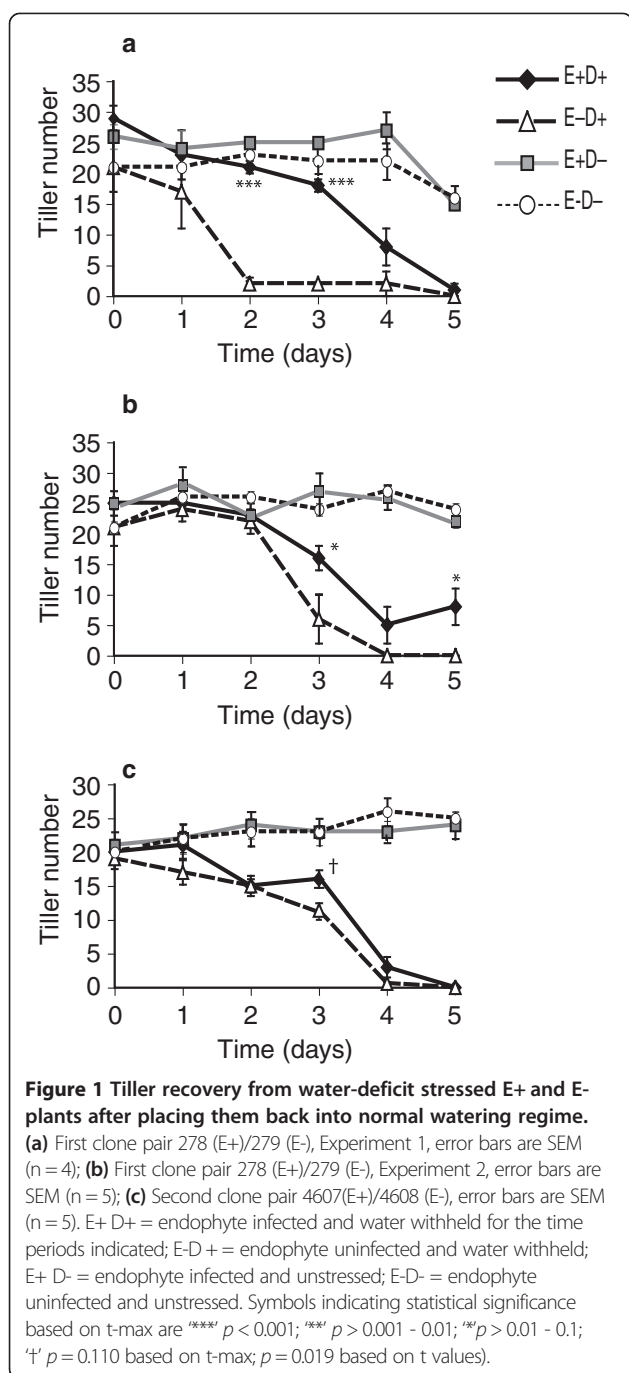 a
35
30
25
20
15
10
5
0
Tiller number
***
***
0 1 2 3 4 5
Time (days)
E+D+
E–D+
E+D–
E-D–
b
35
30
25
20
15
10
5
0
Tiller number
*
*
0 1 2 3 4 5
Time (days)
c
30
25
20
15
10
5
0
Tiller number
†
0 1 2 3 4 5
Time (days)
Figure 1 Tiller recovery from water-deficit stressed E+ and E-
plants after placing them back into normal watering regime.
(a) First clone pair 278 (E+)/279 (E-), Experiment 1, error bars are SEM
(n = 4); (b) First clone pair 278 (E+)/279 (E-), Experiment 2, error bars are
SEM (n = 5); (c) Second clone pair 4607(E+)/4608 (E-), error bars are SEM
(n = 5). E+ D+ = endophyte infected and water withheld for the time
periods indicated; E-D + = endophyte uninfected and water withheld;
E+ D- = endophyte infected and unstressed; E-D- = endophyte
uninfected and unstressed. Symbols indicating statistical significance
based on t-max are ‘***’ p < 0.001; ‘**’ p > 0.001 - 0.01; ‘*’p > 0.01 - 0.1;
‘†’ p = 0.110 based on t-max; p = 0.019 based on t values).